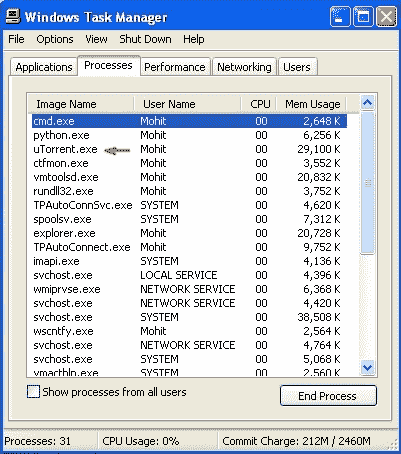 Windows Task Manager
File Options View Shut Down Help
Applications Processes Performance Networking Users
Image Name User Name CPU Mem Usage
cmd.exe Mohit 00 2,648 K
python.exe Mohit 00 6,256 K
uTorrent.exe Mohit 00 29,100 K
ctfmon.exe Mohit 00 3,552 K
vmtoolsd.exe Mohit 00 20,832 K
rundll32.exe Mohit 00 3,752 K
TPAutoConnSvc.exe SYSTEM 00 4,620 K
spoolsv.exe SYSTEM 00 7,312 K
explorer.exe Mohit 00 20,728 K
TPAutoConnect.exe Mohit 00 9,752 K
imapi.exe SYSTEM 00 4,136 K
svchost.exe LOCAL SERVICE 00 4,396 K
wmiprvse.exe NETWORK SERVICE 00 6,368 K
svchost.exe NETWORK SERVICE 00 4,420 K
svchost.exe SYSTEM 00 38,508 K
wscntfy.exe Mohit 00 2,564 K
svchost.exe NETWORK SERVICE 00 4,764 K
svchost.exe SYSTEM 00 5,068 K
vmacthlp.exe SYSTEM 00 2,560 K
Show processes from all users
End Process
Processes: 31 CPU Usage: 0% Commit Charge: 212M / 2460M